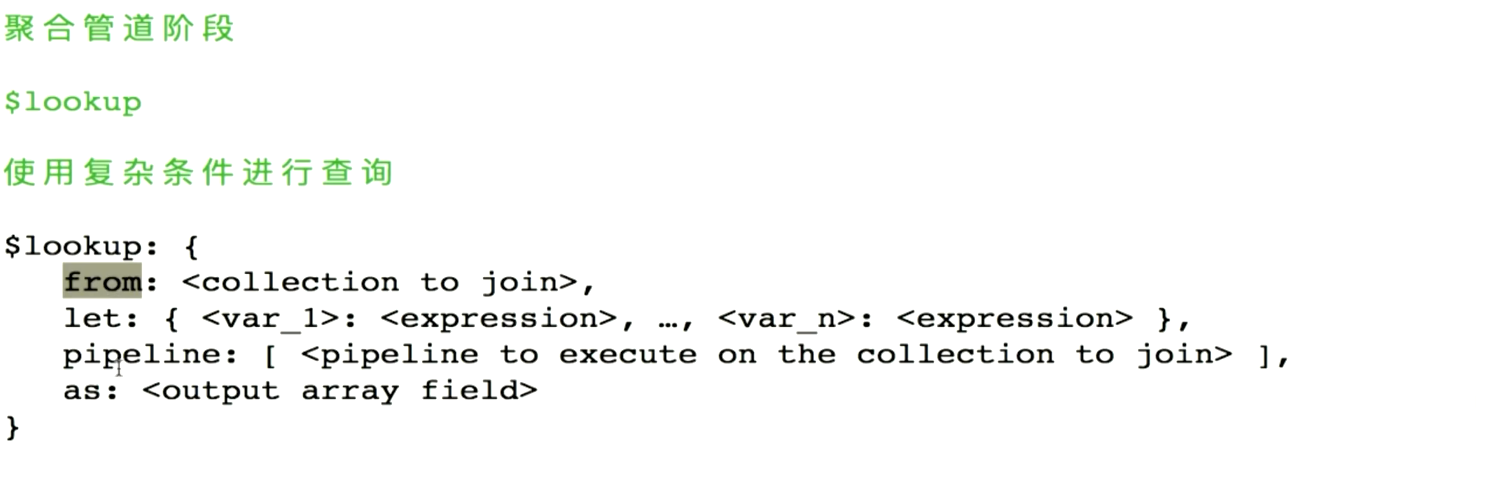 聚合管道阶段
$lookup
使用复杂条件进行查询
$lookup: {
from: <collection to join>,
let: { <var_1>: <expression>, …, <var_n>: <expression> },
pipeline: [ <pipeline to execute on the collection to join> ],
as: <output array field>
}